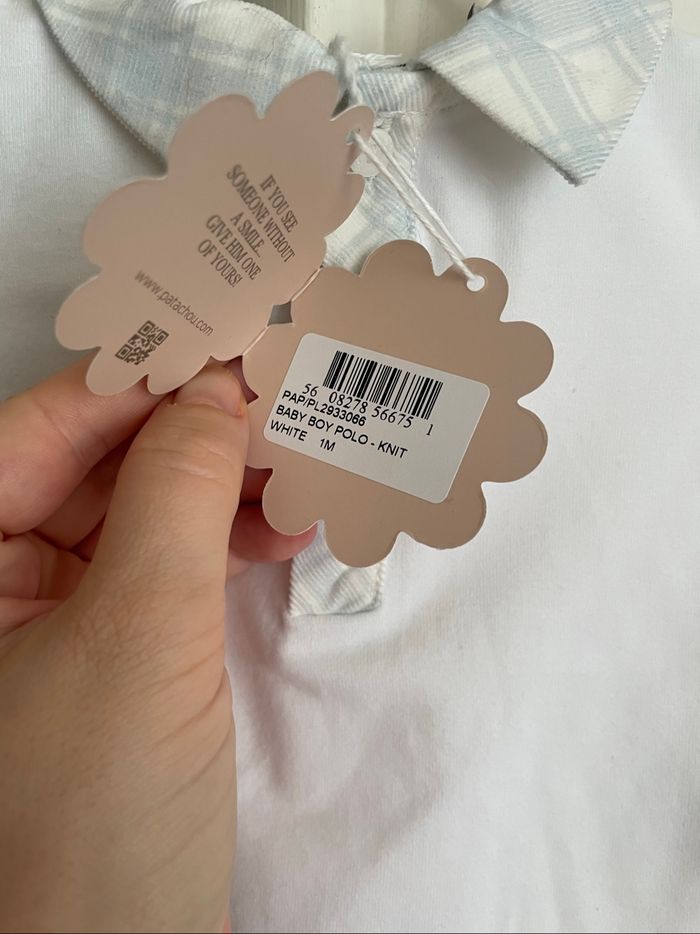 IF YOU SEE
SOMEONE WITHOUT
A SMILE..
GIVE HIM ONE
OF YOURS!
www.patachou.com
56 08278 56675 1
PAP/PL2933066
BABY BOY POLO - KNIT
WHITE 1M